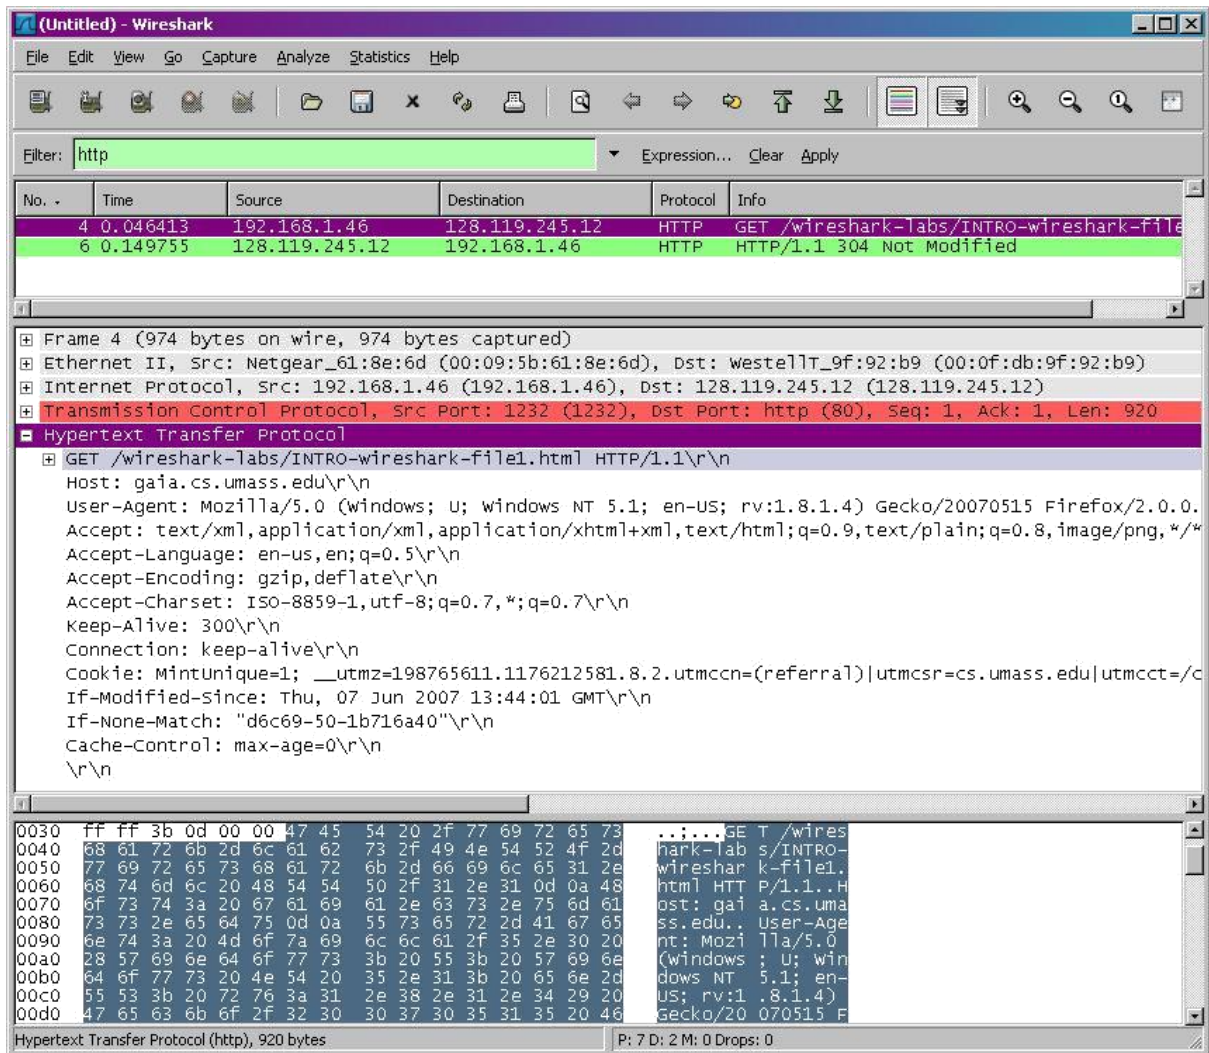 (Untitled) - Wireshark
File Edit View Go Capture Analyze Statistics Help
Filter: http Expression... Clear Apply
No. . Time Source Destination Protocol Info
4 0.046413 192.168.1.46 128.119.245.12 HTTP GET /wireshark-labs/INTRO-wireshark-file
6 0.149755 128.119.245.12 192.168.1.46 HTTP HTTP/1.1 304 Not Modified
Frame 4 (974 bytes on wire, 974 bytes captured)
Ethernet II, Src: Netgear_61:8e:6d (00:09:5b:61:8e:6d), Dst: WestellT_9f:92:b9 (00:0f:db:9f:92:b9)
Internet Protocol, Src: 192.168.1.46 (192.168.1.46), Dst: 128.119.245.12 (128.119.245.12)
Transmission Control Protocol, Src Port: 1232 (1232), Dst Port: http (80), Seq: 1, Ack: 1, Len: 920
Hypertext Transfer Protocol
GET /wireshark-labs/INTRO-wireshark-file1.html HTTP/1.1\r\n
Host: gaia.cs.umass.edu\r\n
User-Agent: Mozilla/5.0 (Windows; U; Windows NT 5.1; en-US; rv:1.8.1.4) Gecko/20070515 Firefox/2.0.0.
Accept: text/xml,application/xml,application/xhtml+xml,text/html;q=0.9,text/plain;q=0.8,image/png,*/*
Accept-Language: en-us,en;q=0.5\r\n
Accept-Encoding: gzip,deflate\r\n
Accept-Charset: ISO-8859-1,utf-8;q=0.7,*;q=0.7\r\n
Keep-Alive: 300\r\n
Connection: keep-alive\r\n
Cookie: MintUnique=1; __utmz=198765611.1176212581.8.2.utmccn=(referral)|utmcsr=cs.umass.edu|utmcct=/c
If-Modified-Since: Thu, 07 Jun 2007 13:44:01 GMT\r\n
If-None-Match: "d6c69-50-1b716a40"\r\n
Cache-Control: max-age=0\r\n
\r\n
0030 ff ff 3b 0d 00 00 47 45 54 20 2f 77 69 72 65 73 ..;...GE T /wires
0040 68 61 72 6b 2d 6c 61 62 73 2f 49 4e 54 52 4f 2d hark-lab s/INTRO-
0050 77 69 72 65 73 68 61 72 6b 2d 66 69 6c 65 31 2e wireshar k-file1.
0060 68 74 6d 6c 20 48 54 54 50 2f 31 2e 31 0d 0a 48 html HTT P/1.1..H
0070 6f 73 74 3a 20 67 61 69 61 2e 63 73 2e 75 6d 61 ost: gai a.cs.uma
0080 73 73 2e 65 64 75 0d 0a 55 73 65 72 2d 41 67 65 ss.edu.. User-Age
0090 6e 74 3a 20 4d 6f 7a 69 6c 6c 61 2f 35 2e 30 20 nt: Mozi lla/5.0
00a0 28 57 69 6e 64 6f 77 73 3b 20 55 3b 20 57 69 6e (Windows ; U; Win
00b0 64 6f 77 73 20 4e 54 20 35 2e 31 3b 20 65 6e 2d dows NT 5.1; en-
00c0 55 53 3b 20 72 76 3a 31 2e 38 2e 31 2e 34 29 20 US; rv:1 .8.1.4)
00d0 47 65 63 6b 6f 2f 32 30 30 37 30 35 31 35 20 46 Gecko/20 070515 F
Hypertext Transfer Protocol (http), 920 bytes P: 7 D: 2 M: 0 Drops: 0